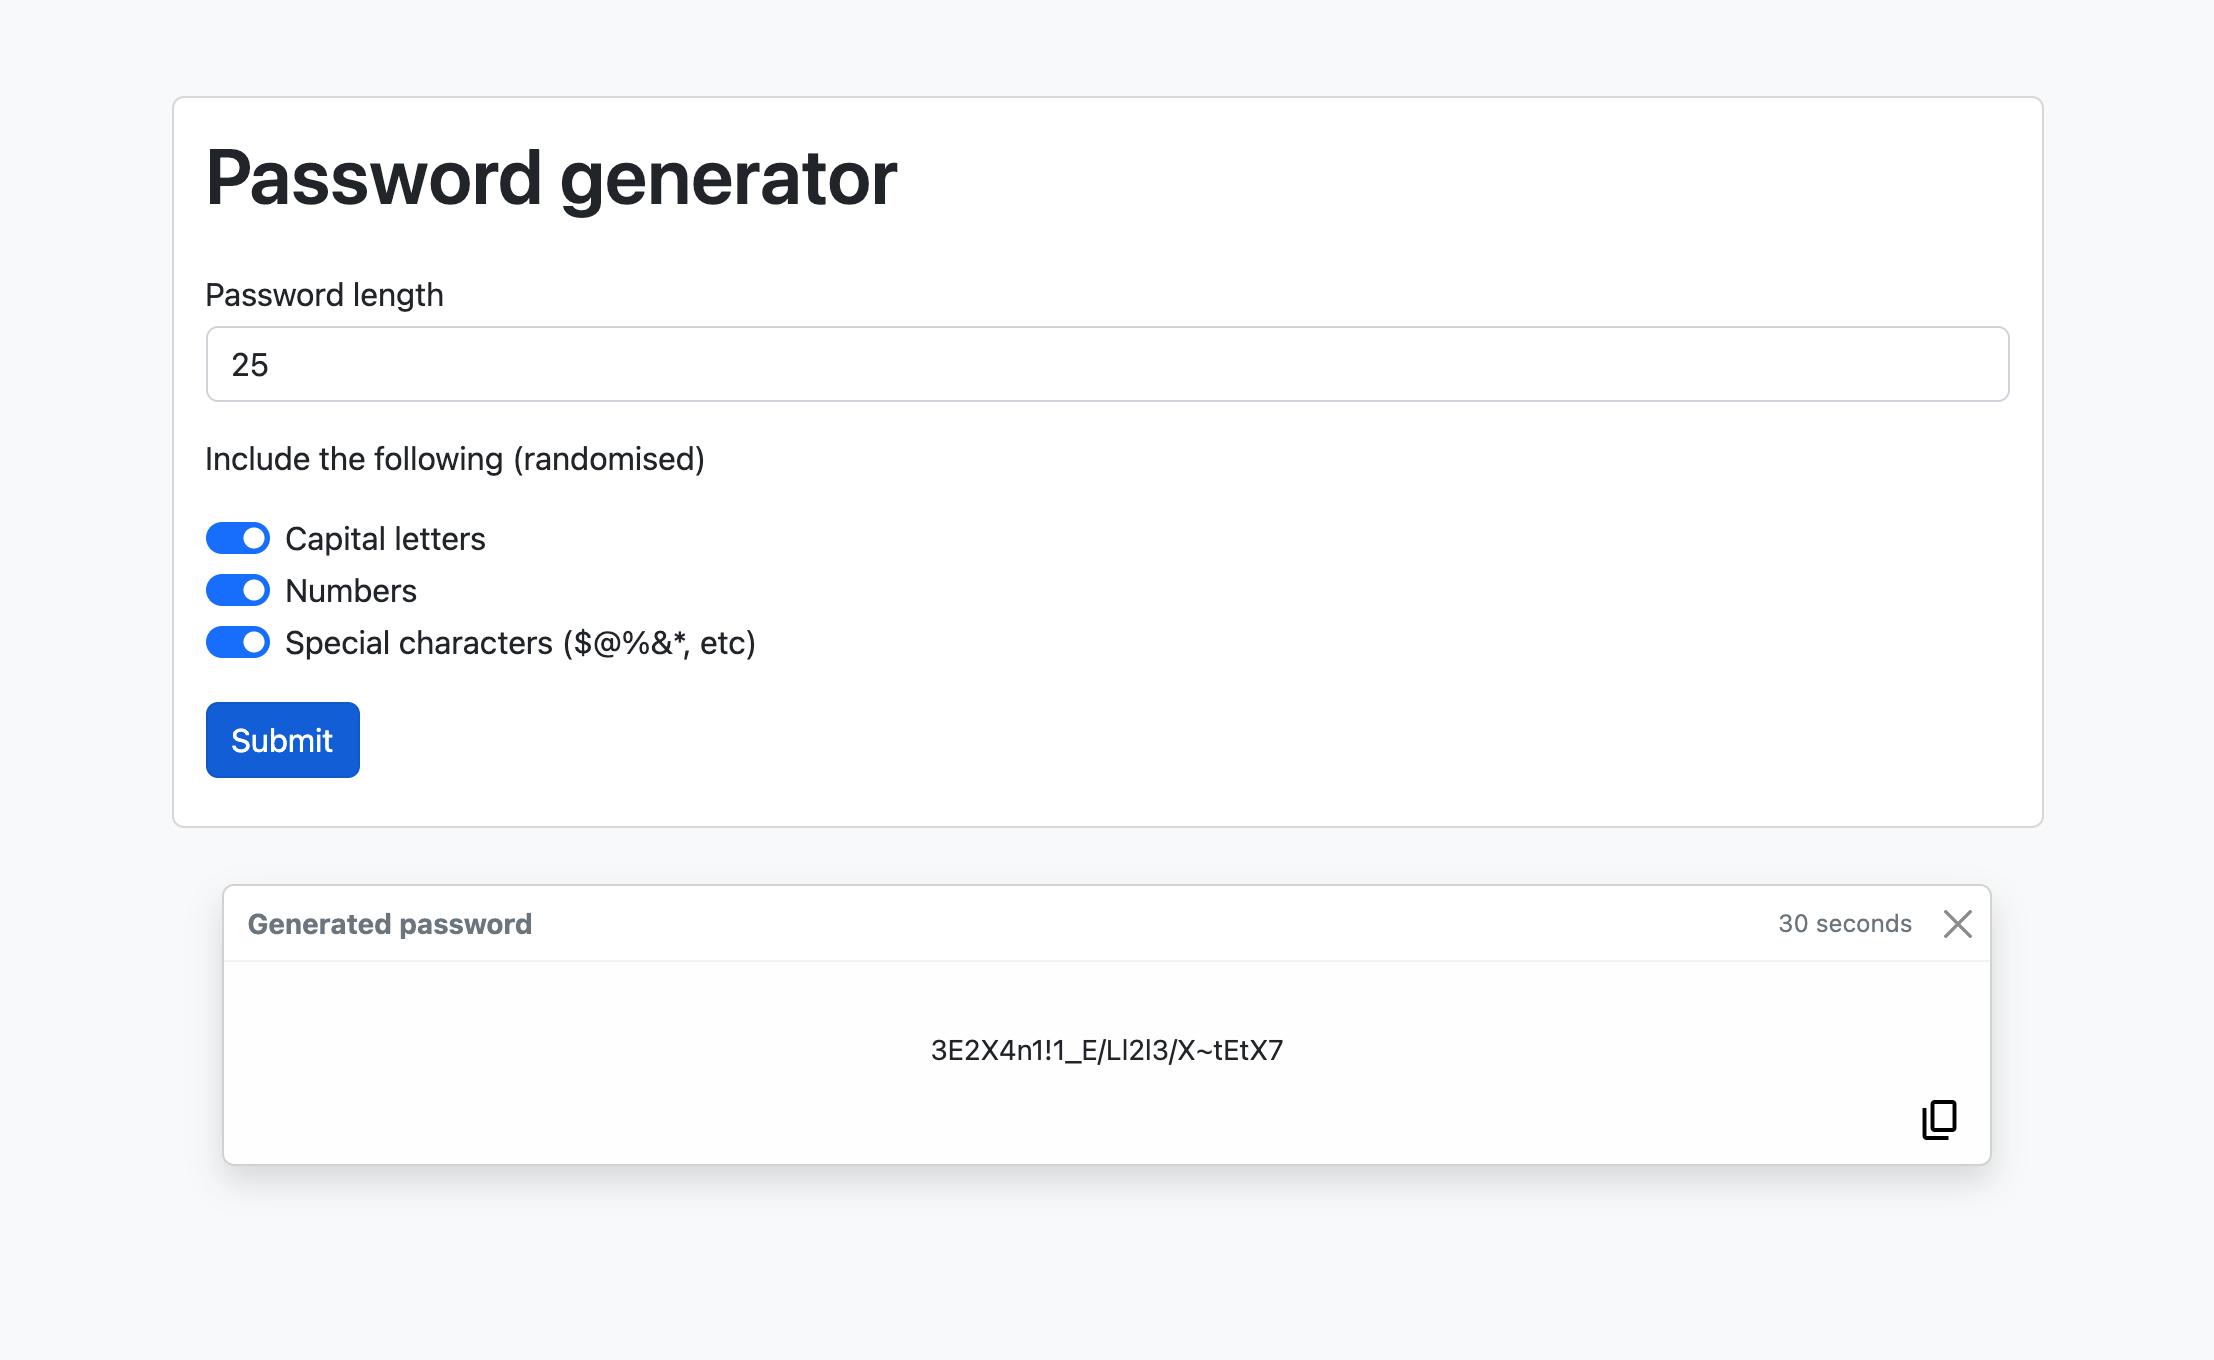 Password generator
Password length
25
Include the following (randomised)
Capital letters
Numbers
Special characters ($@%&*, etc)
Submit
Generated password
30 seconds
3E2X4n1!1_E/Ll2l3/X~tEtX7